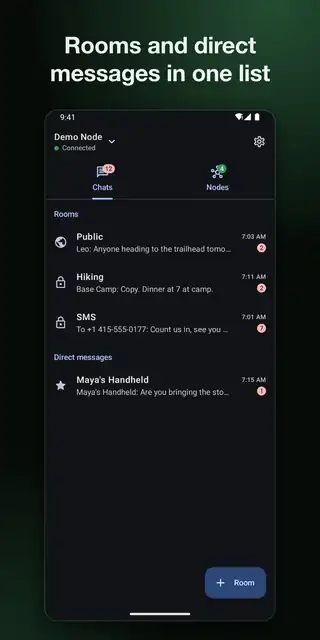 Rooms and direct
messages in one list
9:41
Demo Node
Connected
12
Chats
4
Nodes
Rooms
Public
7:03 AM
Leo: Anyone heading to the trailhead tomo...
2
Hiking
7:11 AM
Base Camp: Copy. Dinner at 7 at camp.
2
SMS
7:01 AM
To +1 415-555-0177: Count us in, see you ...
7
Direct messages
Maya's Handheld
7:15 AM
Maya's Handheld: Are you bringing the sto...
1
+ Room